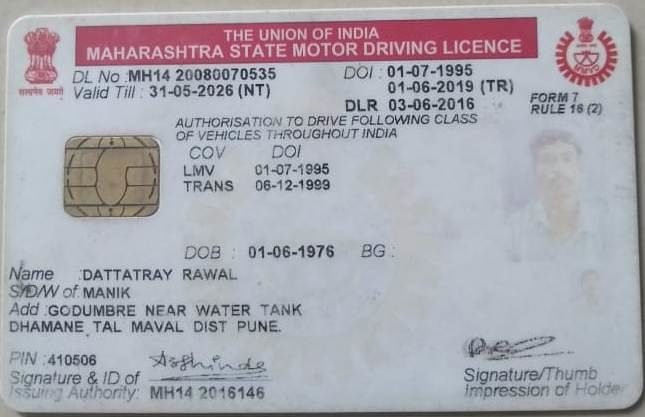 THE UNION OF INDIA
MAHARASHTRA STATE MOTOR DRIVING LICENCE
सत्यमेव जयते
DL No : MH14 20080070535 DOI : 01-07-1995
Valid Till : 31-05-2026 (NT) 01-06-2019 (TR)
DLR 03-06-2016
FORM 7
RULE 16 (2)
AUTHORISATION TO DRIVE FOLLOWING CLASS
OF VEHICLES THROUGHOUT INDIA
COV DOI
LMV 01-07-1995
TRANS 06-12-1999
DOB : 01-06-1976 BG :
Name : DATTATRAY RAWAL
S/D/W of : MANIK
Add : GODUMBRE NEAR WATER TANK
DHAMANE TAL MAVAL DIST PUNE.
PIN : 410506
Signature & ID of
Issuing Authority: MH14 2016146
Signature/Thumb
Impression of Holder